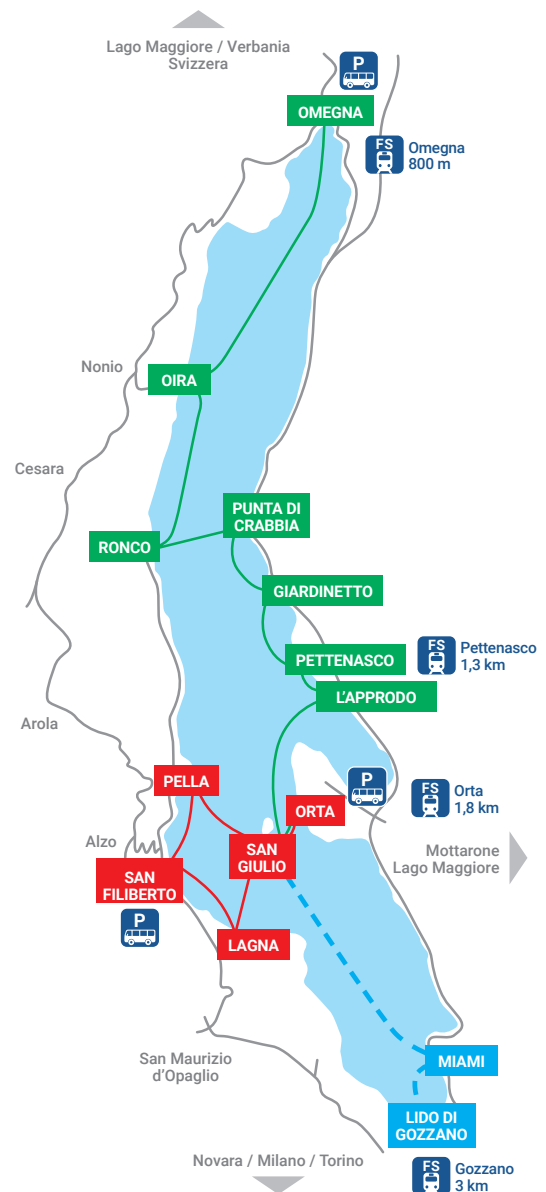 Lago Maggiore / Verbania
Svizzera
P
OMEGNA
FS
Omegna
800 m
Nonio
OIRA
Cesara
PUNTA DI
CRABBIA
RONCO
GIARDINETTO
FS
Pettenasco
1,3 km
PETTENASCO
L'APPRODO
Arola
PELLA
P
FS
Orta
1,8 km
ORTA
Alzo
SAN
GIULIO
Mottarone
Lago Maggiore
SAN
FILIBERTO
P
LAGNA
San Maurizio
d'Opaglio
MIAMI
LIDO DI
GOZZANO
Novara / Milano / Torino
FS
Gozzano
3 km